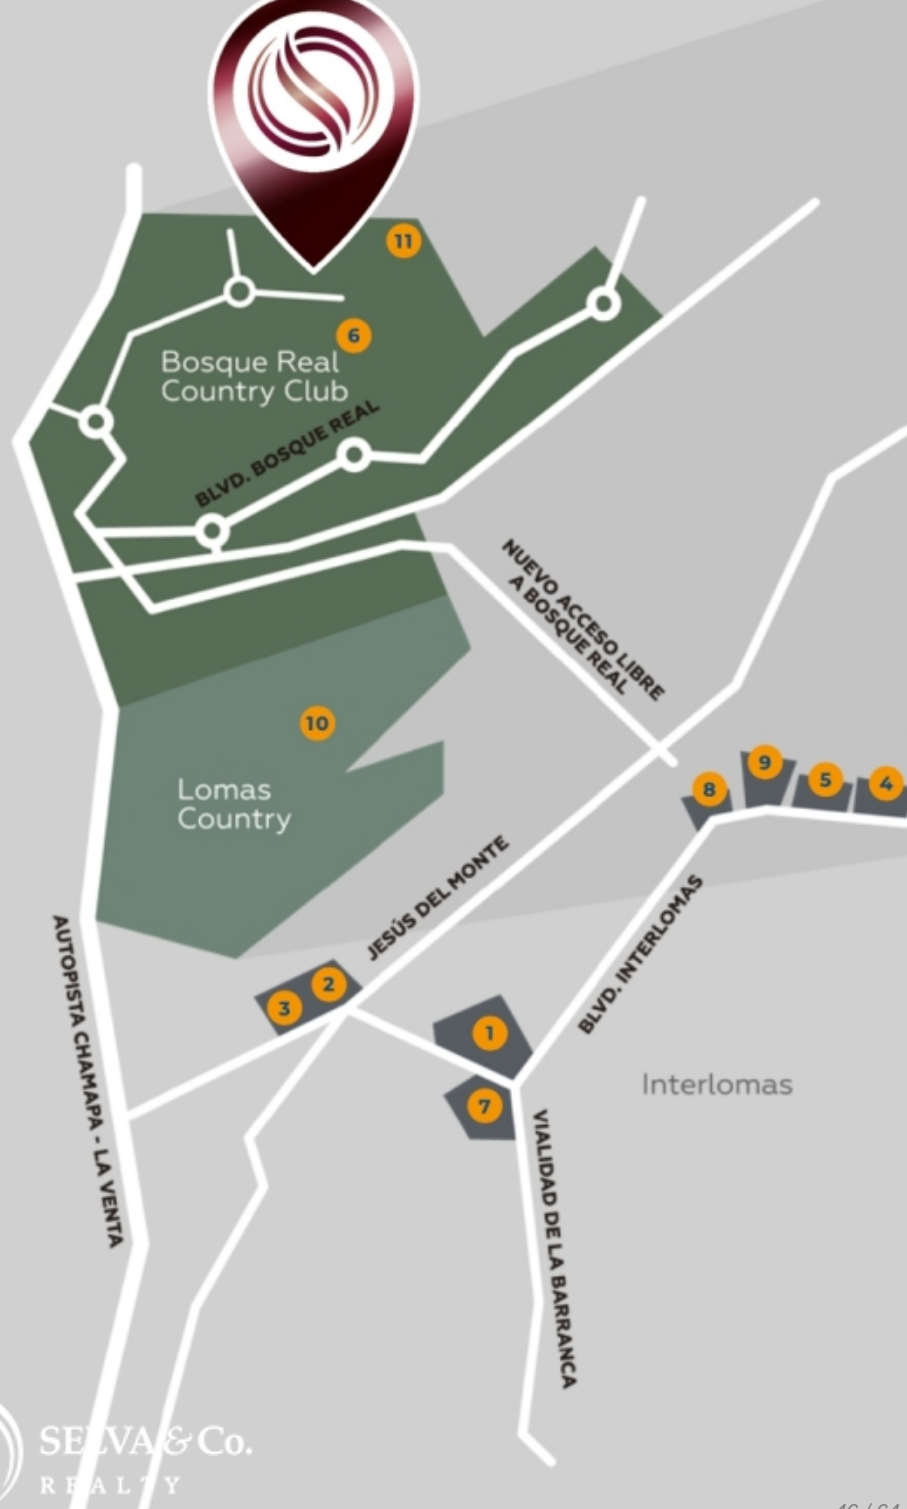 11
6
Bosque Real
Country Club
BLVD. BOSQUE REAL
NUEVO ACCESO LIBRE
A BOSQUE REAL
10
Lomas
Country
9
8
5
4
JESÚS DEL MONTE
BLVD. INTERLOMAS
2
3
1
7
Interlomas
AUTOPISTA CHAMAPA - LA VENTA
VIALIDAD DE LA BARRANCA
SELVA & Co.
REALTY